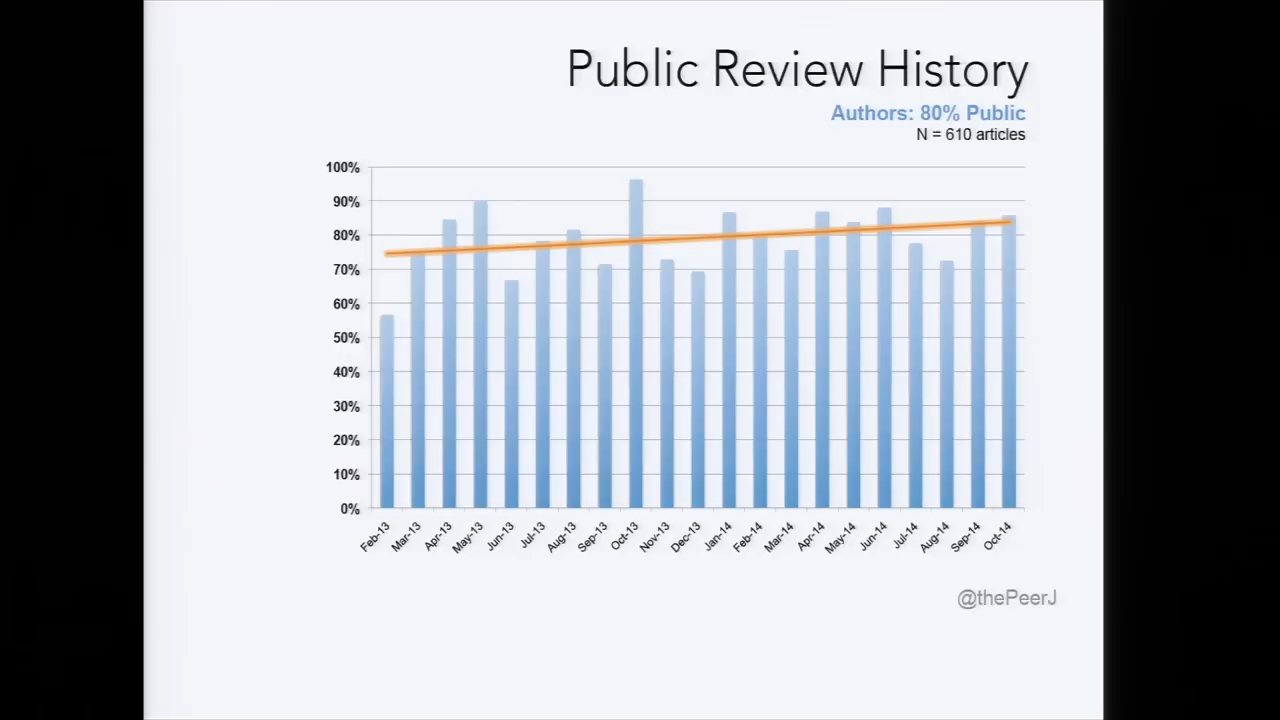 Public Review History
Authors: 80% Public
N = 610 articles
100%
90%
80%
70%
60%
50%
40%
30%
20%
10%
0%
Feb-13
Mar-13
Apr-13
May-13
Jun-13
Jul-13
Aug-13
Sep-13
Oct-13
Nov-13
Dec-13
Jan-14
Feb-14
Mar-14
Apr-14
May-14
Jun-14
Jul-14
Aug-14
Sep-14
Oct-14
@thePeerJ